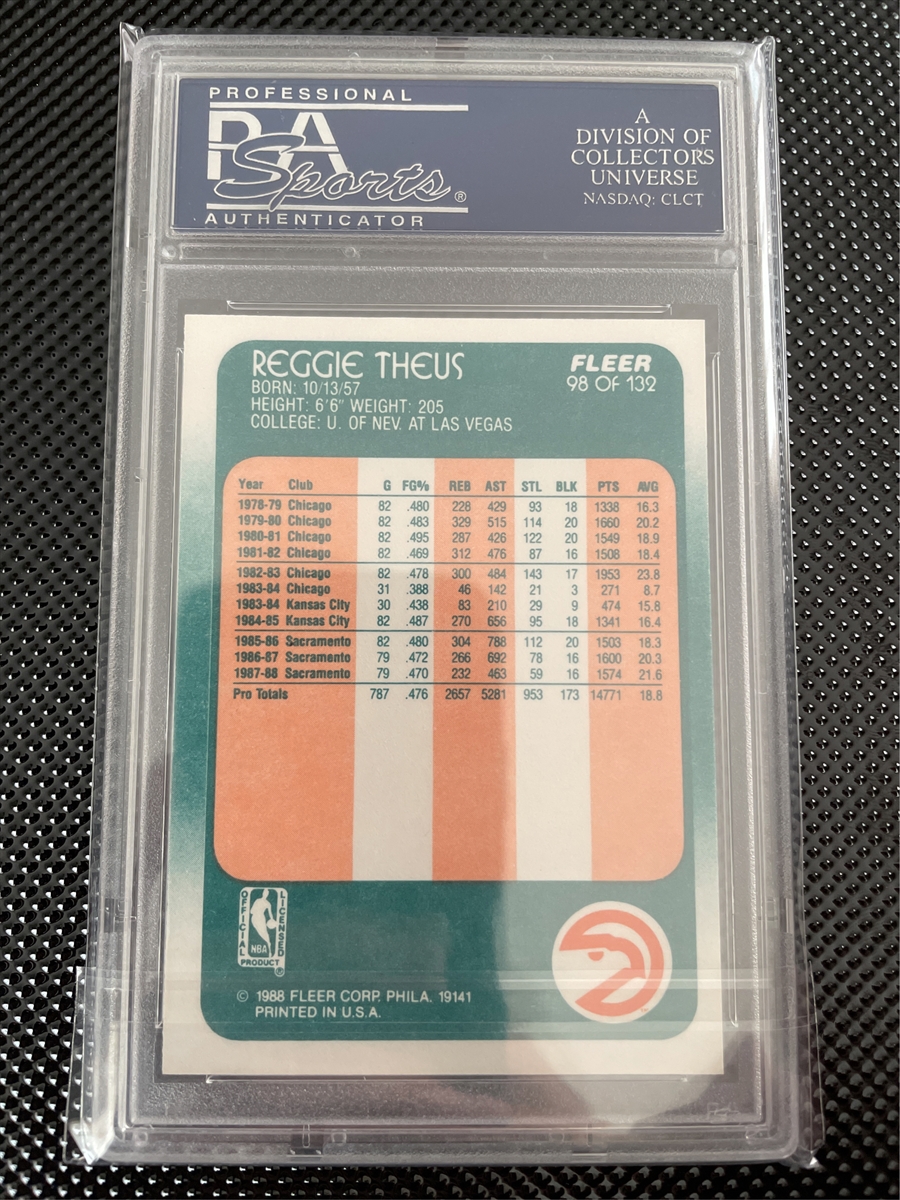 PROFESSIONAL
PSA
Sports®
AUTHENTICATOR
A
DIVISION OF
COLLECTORS
UNIVERSE
NASDAQ: CLCT
REGGIE THEUS
BORN: 10/13/57
HEIGHT: 6'6" WEIGHT: 205
COLLEGE: U. OF NEV. AT LAS VEGAS
FLEER
98 OF 132
Year Club G FG% REB AST STL BLK PTS AVG
1978-79 Chicago 82 .480 228 429 93 18 1338 16.3
1979-80 Chicago 82 .483 329 515 114 20 1660 20.2
1980-81 Chicago 82 .495 287 426 122 20 1549 18.9
1981-82 Chicago 82 .469 312 476 87 16 1508 18.4
1982-83 Chicago 82 .478 300 484 143 17 1953 23.8
1983-84 Chicago 31 .388 46 142 21 3 271 8.7
1983-84 Kansas City 30 .438 83 210 29 9 474 15.8
1984-85 Kansas City 82 .487 270 656 95 18 1341 16.4
1985-86 Sacramento 82 .480 304 788 112 20 1503 18.3
1986-87 Sacramento 79 .472 266 692 78 16 1600 20.3
1987-88 Sacramento 79 .470 232 463 59 16 1574 21.6
Pro Totals 787 .476 2657 5281 953 173 14771 18.8
OFFICIAL
LICENSED
NBA
PRODUCT ®
© 1988 FLEER CORP. PHILA. 19141
PRINTED IN U.S.A.